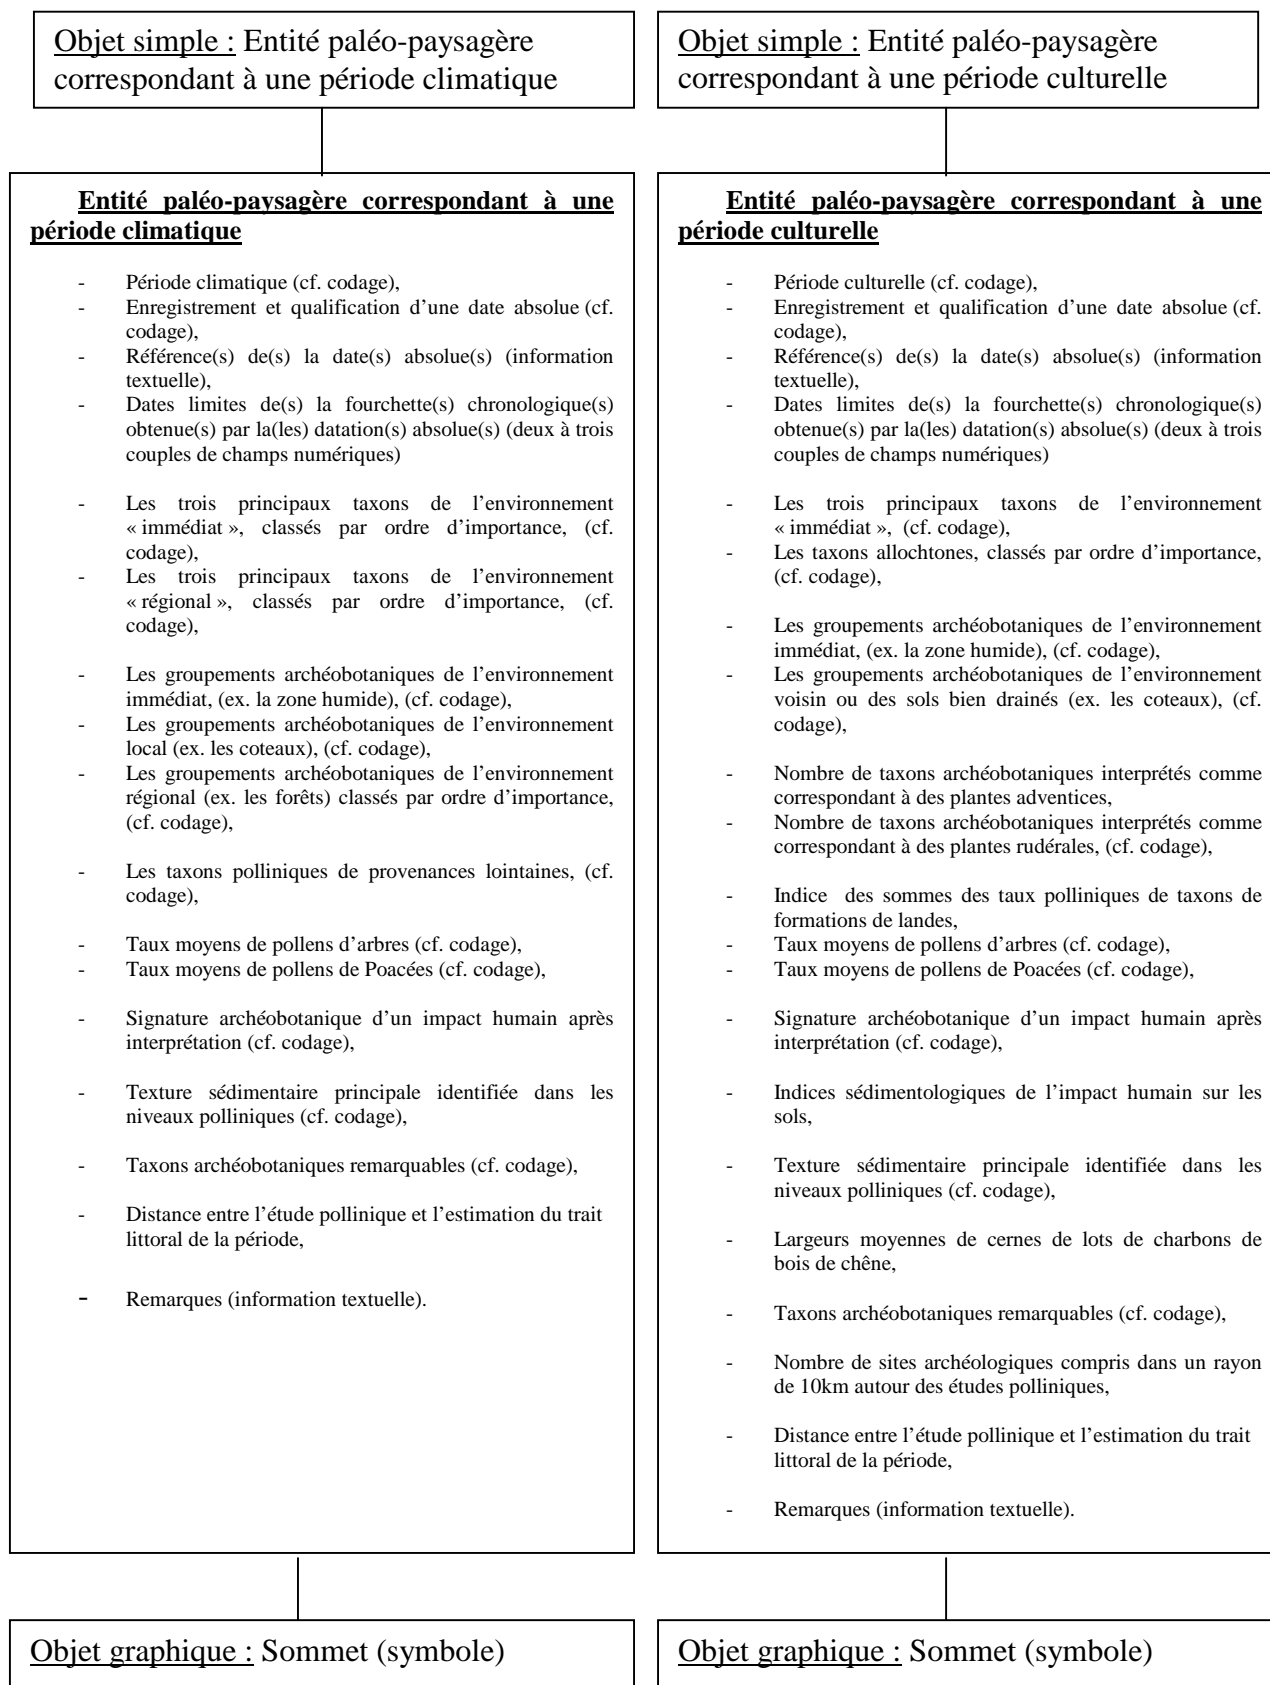 Objet simple : Entité paléo-paysagère
correspondant à une période climatique
Entité paléo-paysagère correspondant à une
période climatique
- Période climatique (cf. codage),
- Enregistrement et qualification d’une date absolue (cf.
codage),
- Référence(s) de(s) la date(s) absolue(s) (information
textuelle),
- Dates limites de(s) la fourchette(s) chronologique(s)
obtenue(s) par la(les) datation(s) absolue(s) (deux à trois
couples de champs numériques)
- Les trois principaux taxons de l’environnement
« immédiat », classés par ordre d’importance, (cf.
codage),
- Les trois principaux taxons de l’environnement
« régional », classés par ordre d’importance, (cf.
codage),
- Les groupements archéobotaniques de l’environnement
immédiat, (ex. la zone humide), (cf. codage),
- Les groupements archéobotaniques de l’environnement
local (ex. les coteaux), (cf. codage),
- Les groupements archéobotaniques de l’environnement
régional (ex. les forêts) classés par ordre d’importance,
(cf. codage),
- Les taxons polliniques de provenances lointaines, (cf.
codage),
- Taux moyens de pollens d’arbres (cf. codage),
- Taux moyens de pollens de Poacées (cf. codage),
- Signature archéobotanique d’un impact humain après
interprétation (cf. codage),
- Texture sédimentaire principale identifiée dans les
niveaux polliniques (cf. codage),
- Taxons archéobotaniques remarquables (cf. codage),
- Distance entre l’étude pollinique et l’estimation du trait
littoral de la période,
- Remarques (information textuelle).
Objet graphique : Sommet (symbole)
Objet simple : Entité paléo-paysagère
correspondant à une période culturelle
Entité paléo-paysagère correspondant à une
période culturelle
- Période culturelle (cf. codage),
- Enregistrement et qualification d’une date absolue (cf.
codage),
- Référence(s) de(s) la date(s) absolue(s) (information
textuelle),
- Dates limites de(s) la fourchette(s) chronologique(s)
obtenue(s) par la(les) datation(s) absolue(s) (deux à trois
couples de champs numériques)
- Les trois principaux taxons de l’environnement
« immédiat », (cf. codage),
- Les taxons allochtones, classés par ordre d’importance,
(cf. codage),
- Les groupements archéobotaniques de l’environnement
immédiat, (ex. la zone humide), (cf. codage),
- Les groupements archéobotaniques de l’environnement
voisin ou des sols bien drainés (ex. les coteaux), (cf.
codage),
- Nombre de taxons archéobotaniques interprétés comme
correspondant à des plantes adventices,
- Nombre de taxons archéobotaniques interprétés comme
correspondant à des plantes rudérales, (cf. codage),
- Indice des sommes des taux polliniques de taxons de
formations de landes,
- Taux moyens de pollens d’arbres (cf. codage),
- Taux moyens de pollens de Poacées (cf. codage),
- Signature archéobotanique d’un impact humain après
interprétation (cf. codage),
- Indices sédimentologiques de l’impact humain sur les
sols,
- Texture sédimentaire principale identifiée dans les
niveaux polliniques (cf. codage),
- Largeurs moyennes de cernes de lots de charbons de
bois de chêne,
- Taxons archéobotaniques remarquables (cf. codage),
- Nombre de sites archéologiques compris dans un rayon
de 10km autour des études polliniques,
- Distance entre l’étude pollinique et l’estimation du trait
littoral de la période,
- Remarques (information textuelle).
Objet graphique : Sommet (symbole)